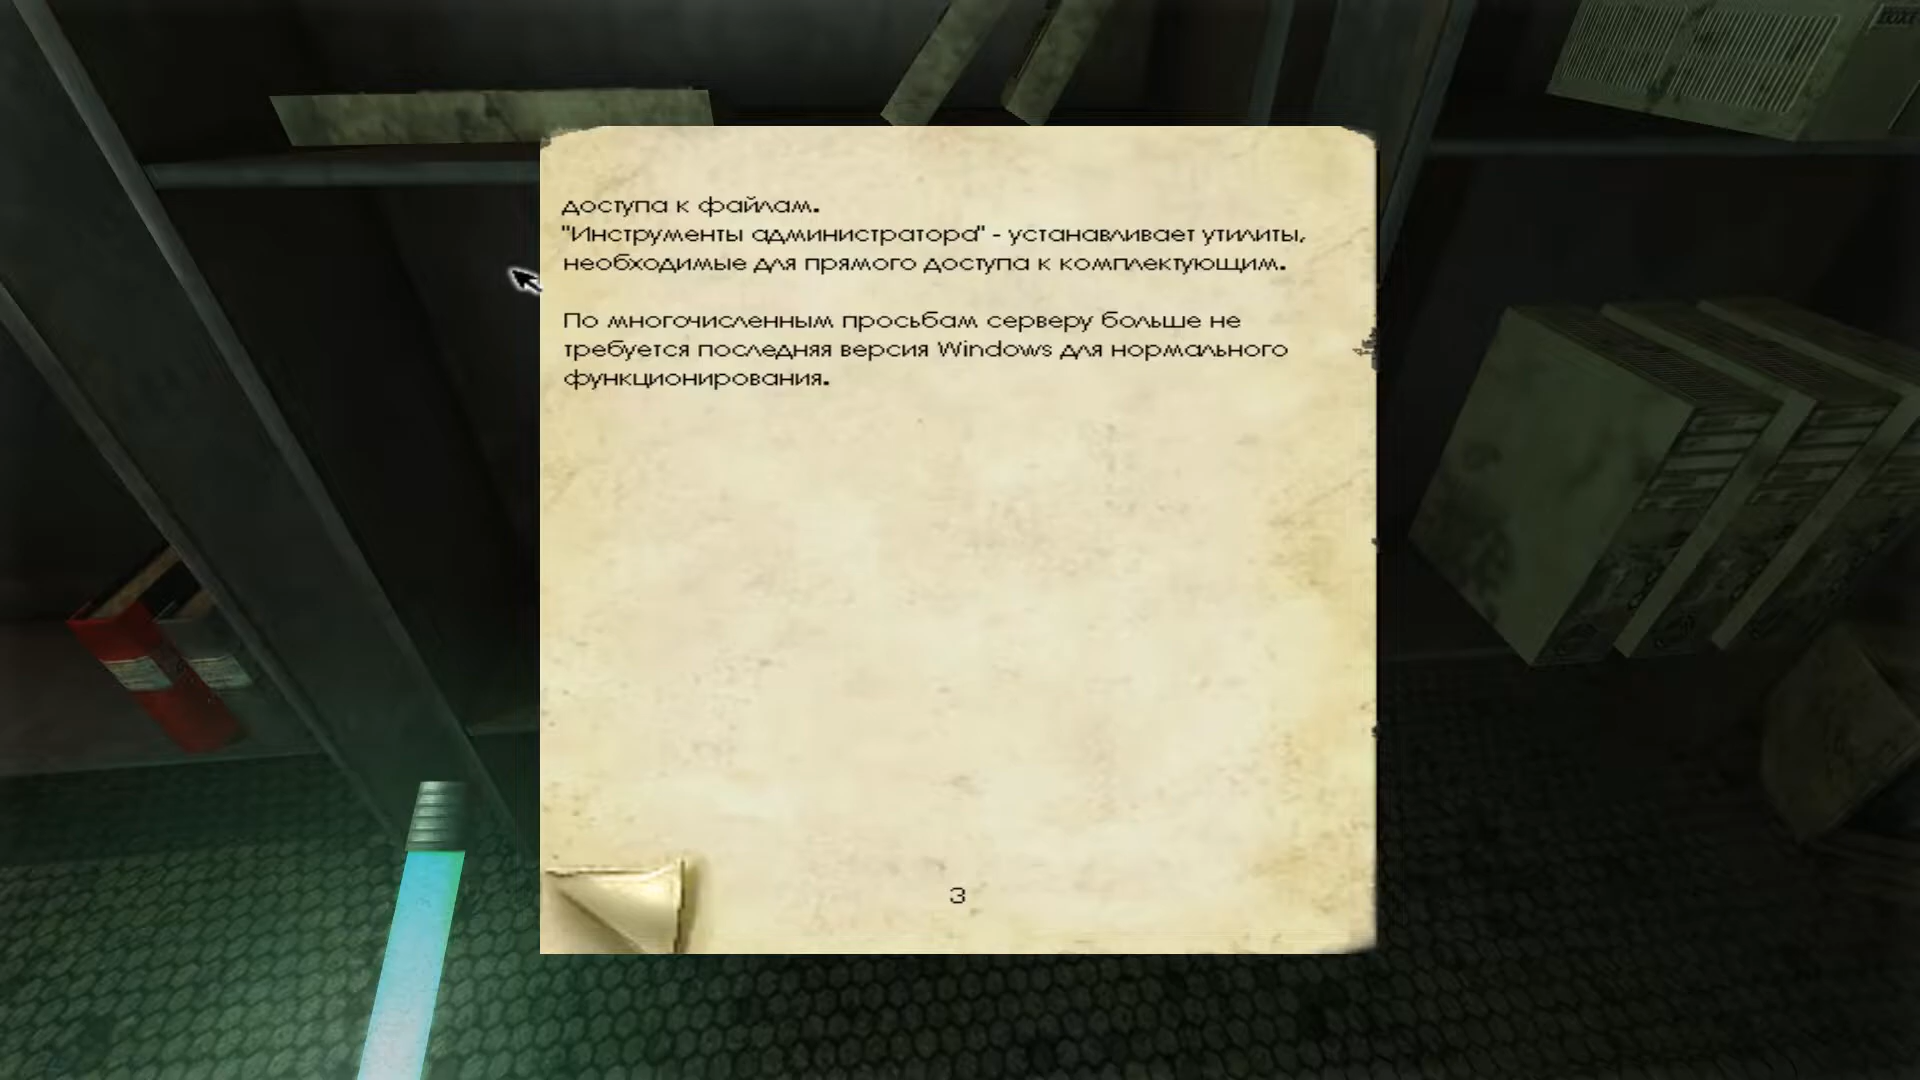 доступа к файлам.
"Инструменты администратора" - устанавливает утилиты,
необходимые для прямого доступа к комплектующим.
По многочисленным просьбам серверу больше не
требуется последняя версия Windows для нормального
функционирования.
3